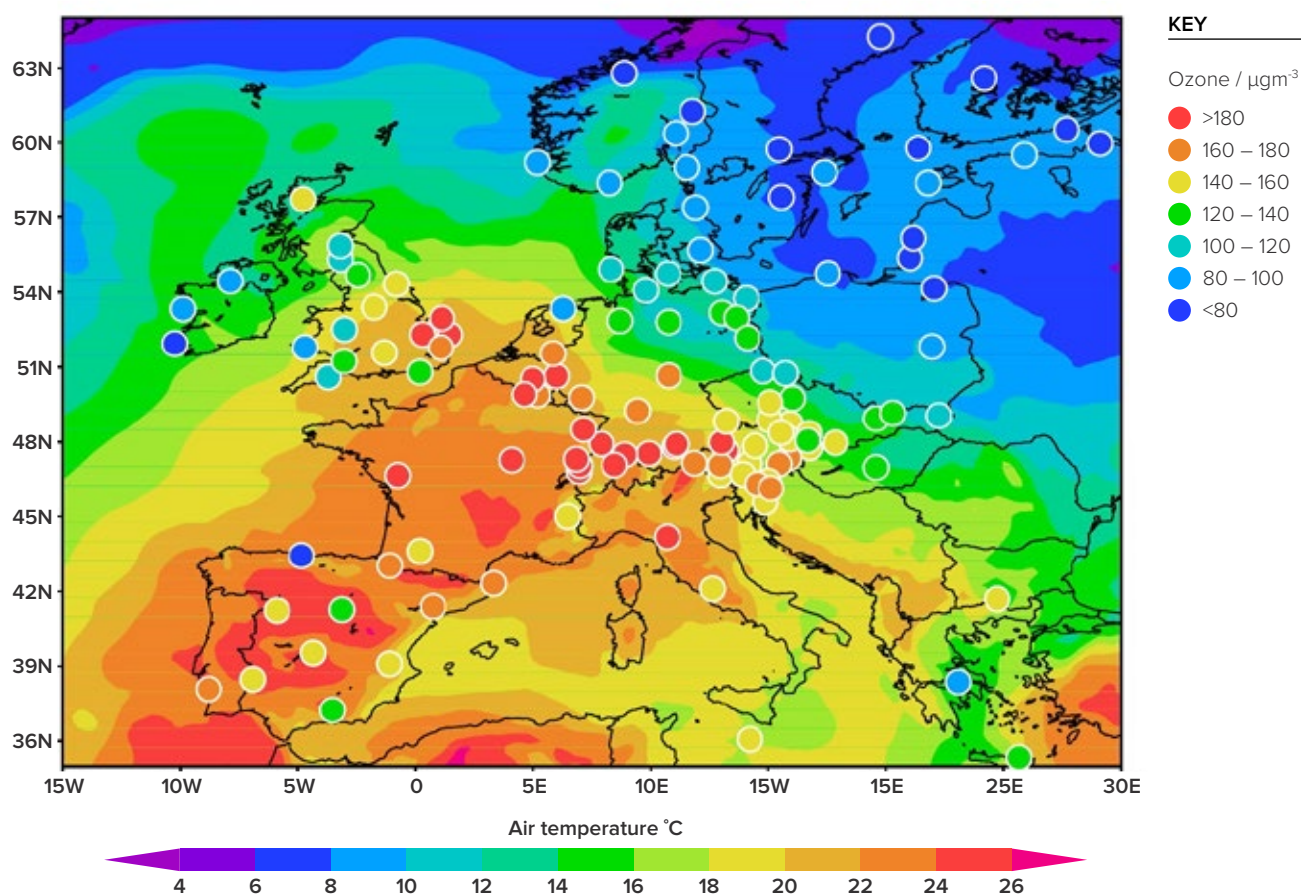 KEY
Ozone / µgm-3
>180
160 – 180
140 – 160
120 – 140
100 – 120
80 – 100
<80
63N
60N
57N
54N
51N
48N
45N
42N
39N
36N
15W 10W 5W 0 5E 10E 15W 15E 25E 30E
Air temperature ˚C
4 6 8 10 12 14 16 18 20 22 24 26